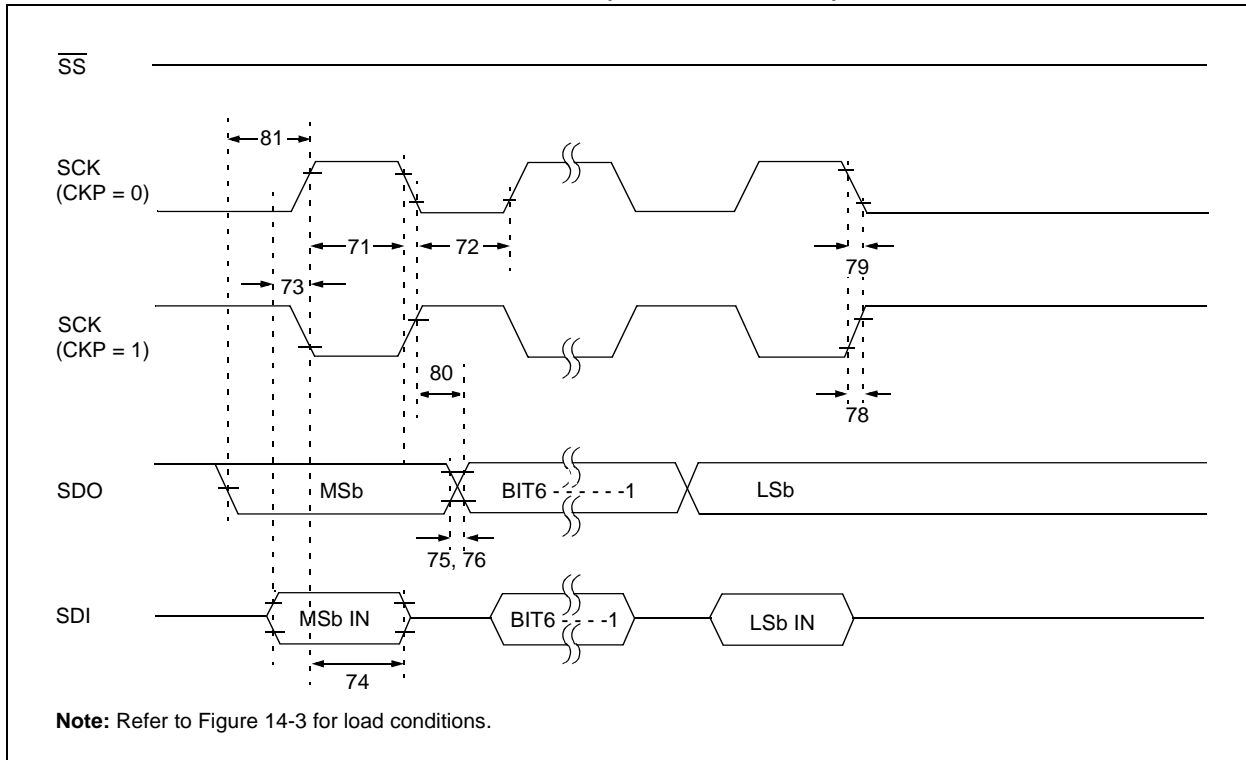 SS
81
SCK
(CKP = 0)
71
72
79
73
SCK
(CKP = 1)
80
78
SDO
MSb
BIT6 - - - - - -1
LSb
75, 76
SDI
MSb IN
BIT6 - - - -1
LSb IN
74
Note: Refer to Figure 14-3 for load conditions.